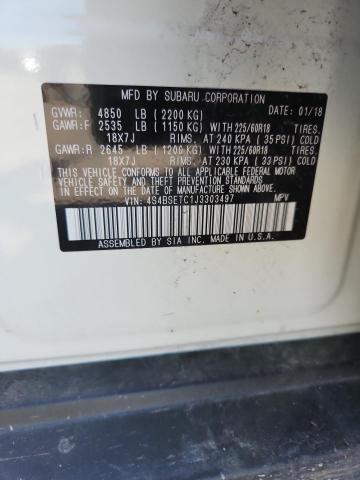 MFD BY SUBARU CORPORATION DATE: 01/18
GVWR: 4850 LB (2200 KG)
GAWR:F 2535 LB (1150 KG) WITH 225/60R18 TIRES,
18X7J RIMS, AT 240 KPA (35 PSI) COLD
GAWR:R 2645 LB (1200 KG) WITH 225/60R18 TIRES,
18X7J RIMS, AT 230 KPA (33 PSI) COLD
THIS VEHICLE CONFORMS TO ALL APPLICABLE FEDERAL MOTOR
VEHICLE SAFETY, BUMPER, AND THEFT PREVENTION
STANDARDS IN EFFECT ON THE DATE OF MANUFACTURE
SHOWN ABOVE.
VIN: 4S4BSETC1J3303497 MPV
ASSEMBLED BY SIA INC. MADE IN U.S.A.